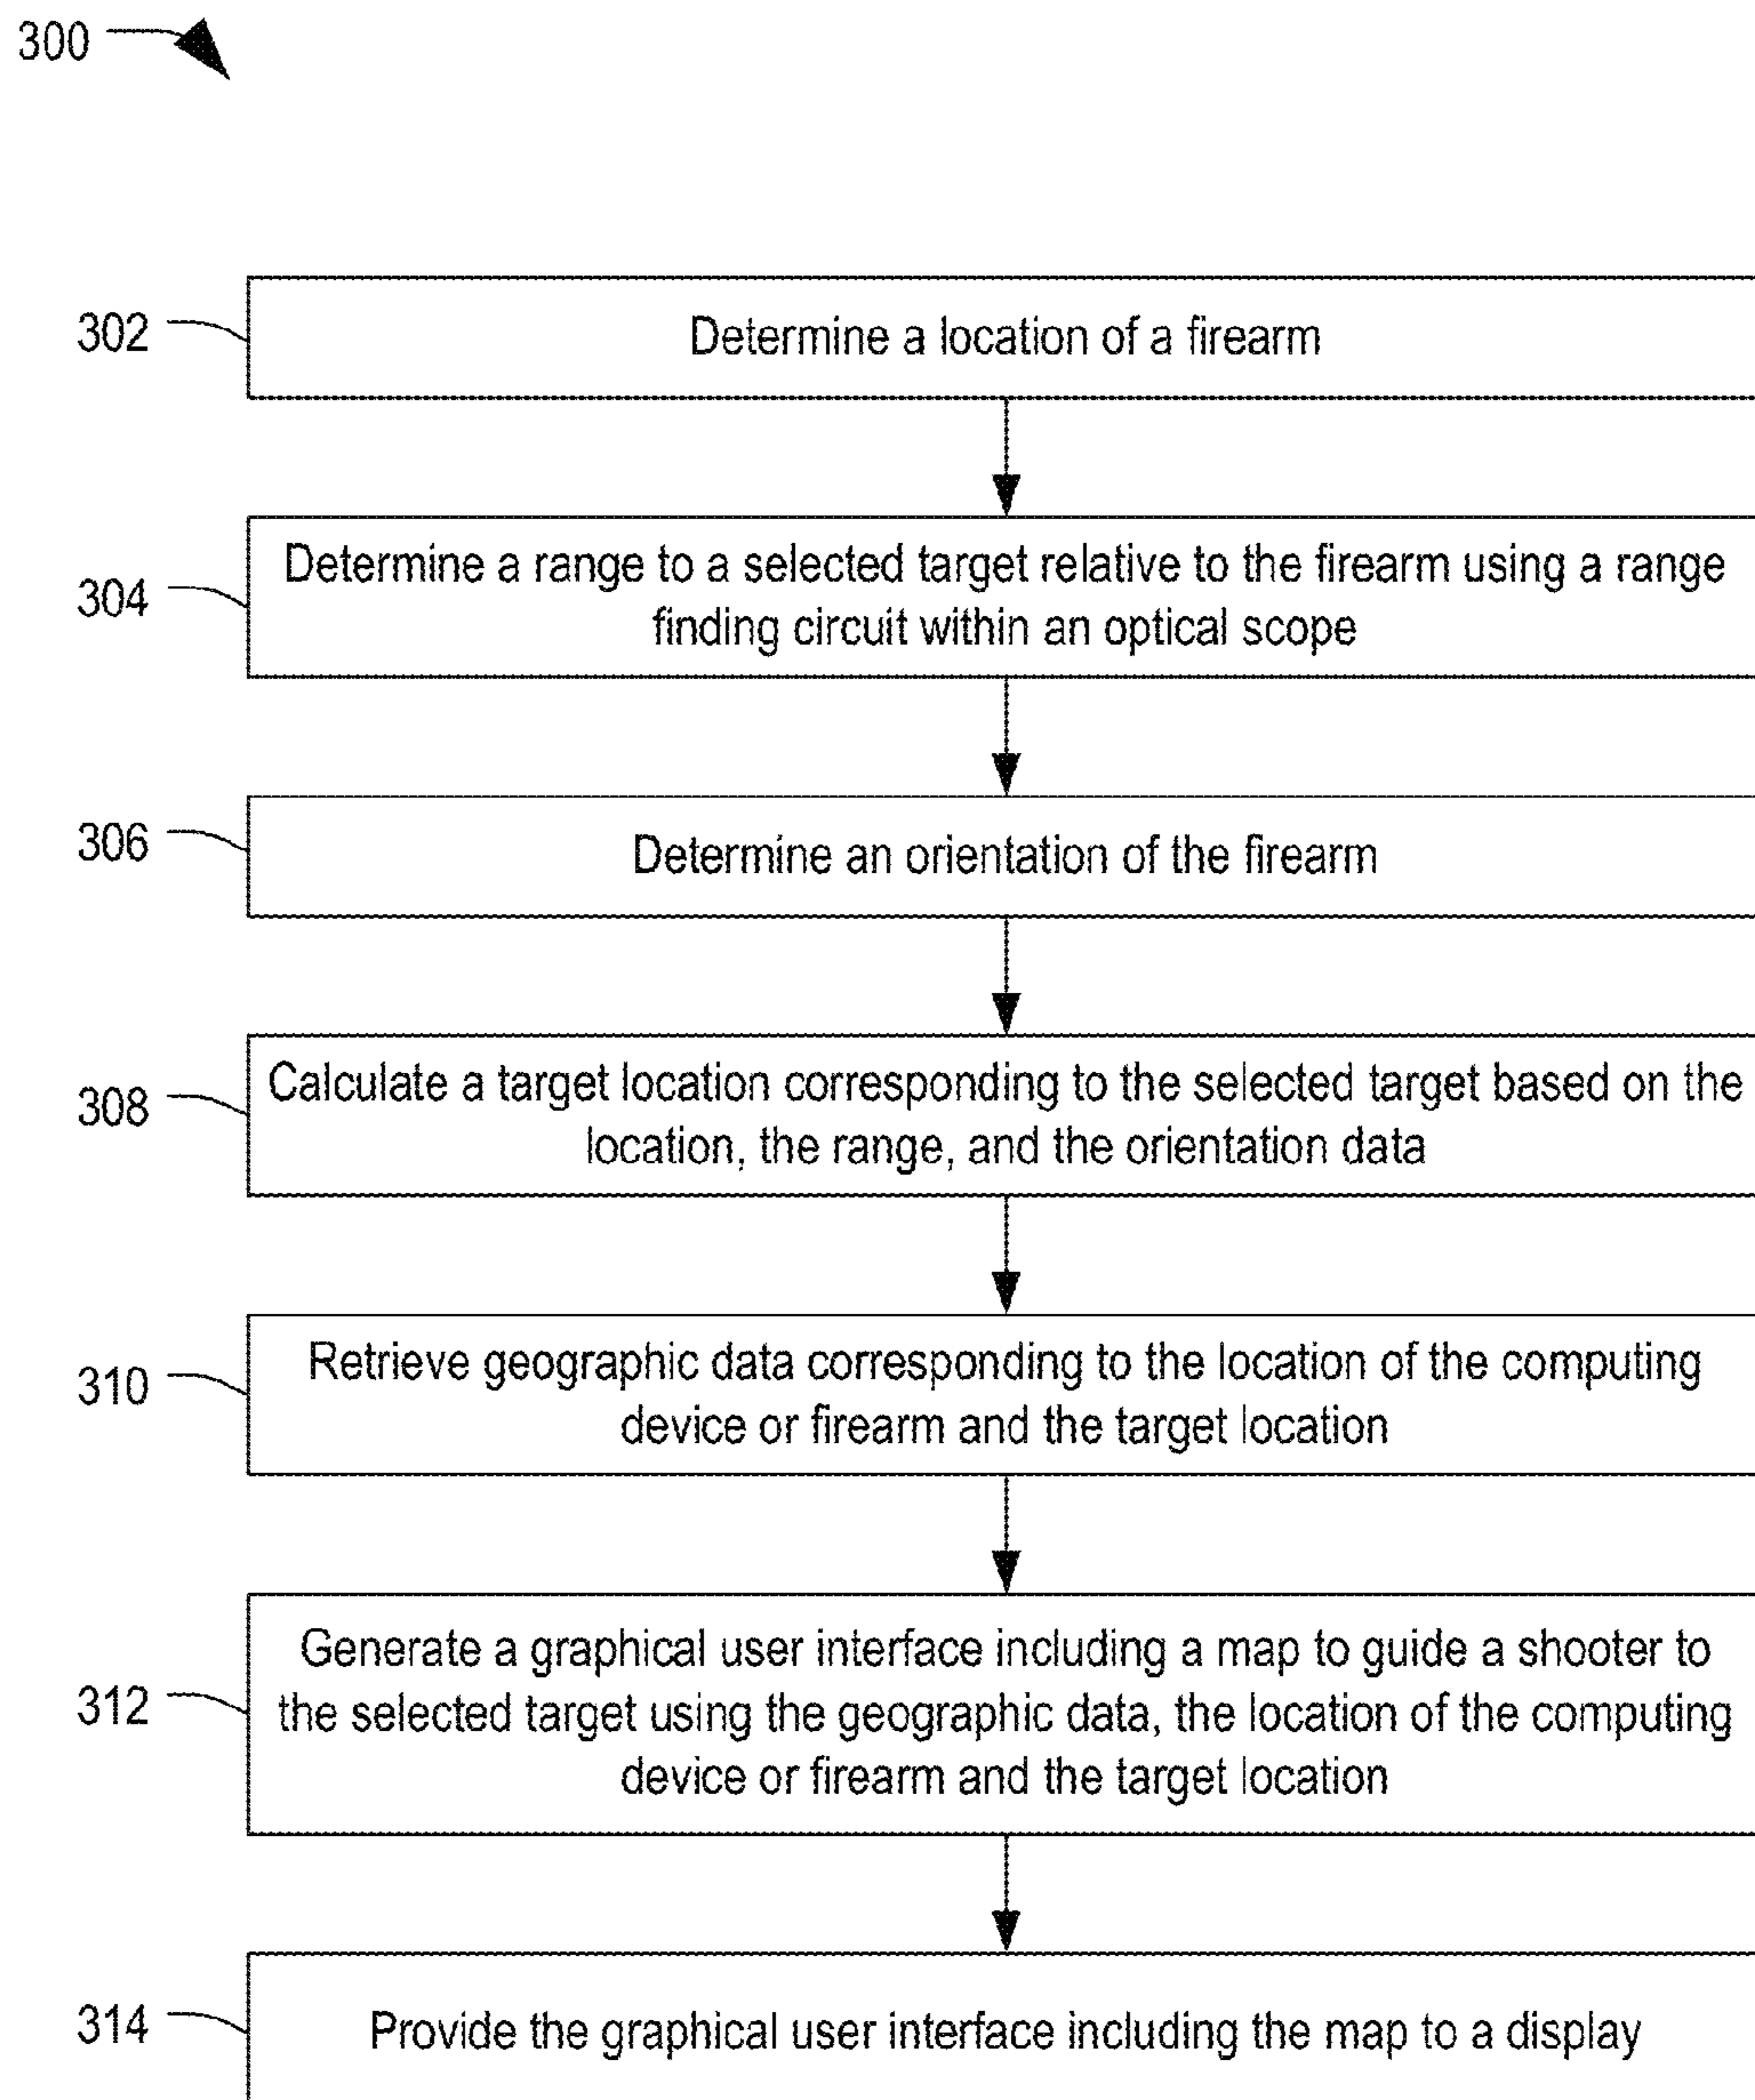 300
302
Determine a location of a firearm
304
Determine a range to a selected target relative to the firearm using a range
finding circuit within an optical scope
306
Determine an orientation of the firearm
308
Calculate a target location corresponding to the selected target based on the
location, the range, and the orientation data
310
Retrieve geographic data corresponding to the location of the computing
device or firearm and the target location
312
Generate a graphical user interface including a map to guide a shooter to
the selected target using the geographic data, the location of the computing
device or firearm and the target location
314
Provide the graphical user interface including the map to a display